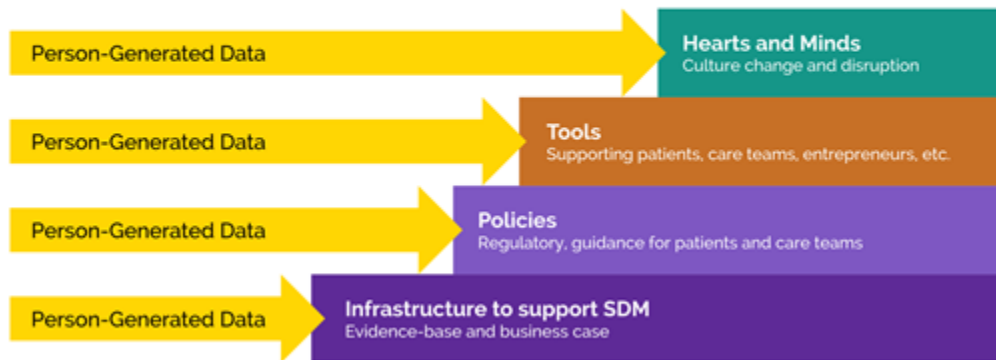 Person-Generated Data
Hearts and Minds
Culture change and disruption
Person-Generated Data
Tools
Supporting patients, care teams, entrepreneurs, etc.
Person-Generated Data
Policies
Regulatory, guidance for patients and care teams
Person-Generated Data
Infrastructure to support SDM
Evidence-base and business case